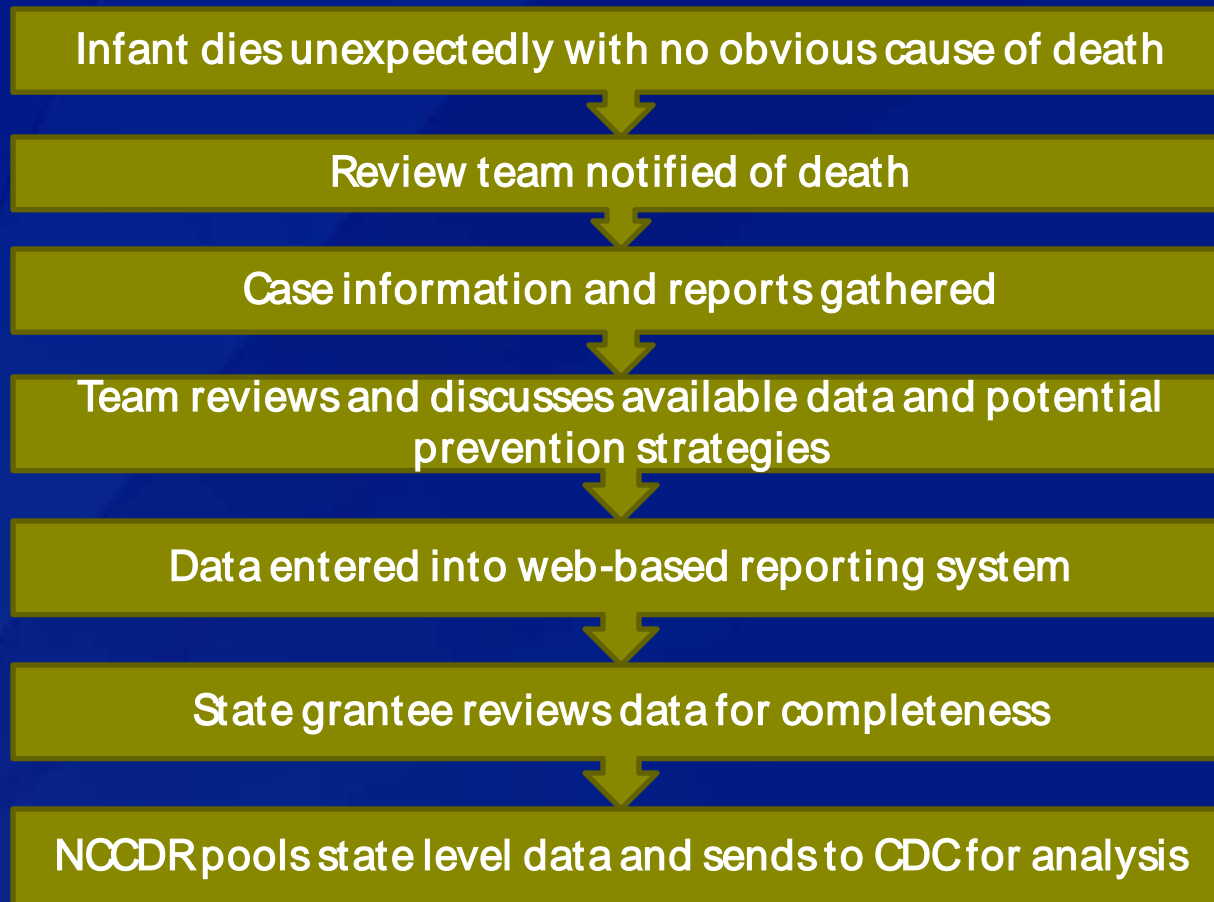 Infant dies unexpectedly with no obvious cause of death
Review team notified of death
Case information and reports gathered
Team reviews and discusses available data and potential
prevention strategies
Data entered into web-based reporting system
State grantee reviews data for completeness
NCCDR pools state level data and sends to CDC for analysis